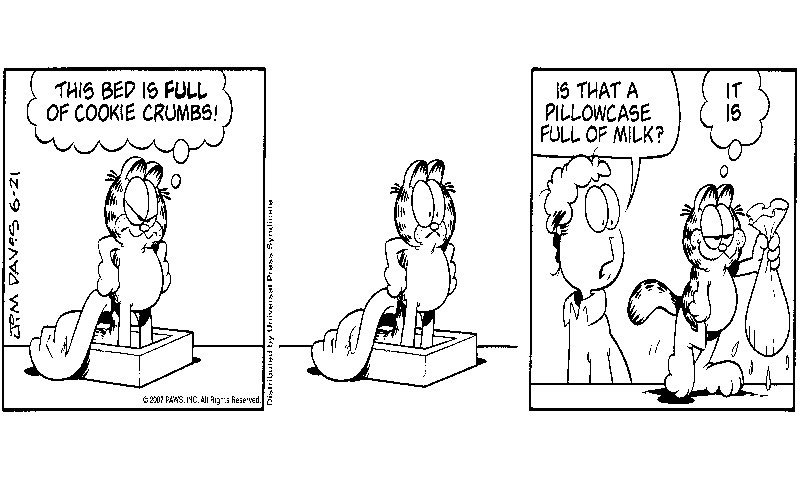 THIS BED IS FULL
OF COOKIE CRUMBS!
JIM DAVIS 6-21
© 2007 PAWS, INC. All Rights Reserved.
Distributed by Universal Press Syndicate
IS THAT A
PILLOWCASE
FULL OF MILK?
IT
IS